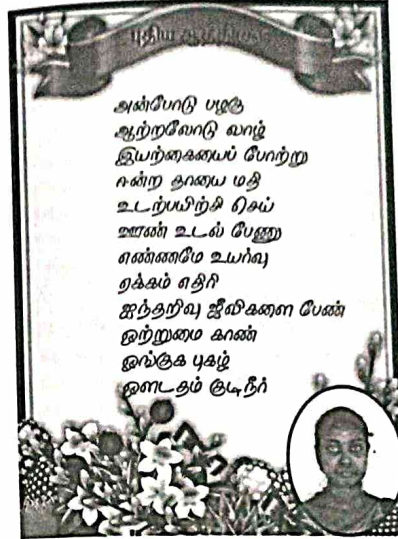 புதிய ஆத்திசூடி
அன்போடு பழகு
ஆற்றலோடு வாழ்
இயற்கையைப் போற்று
ஈன்ற தாயை மதி
உடற்பயிற்சி செய்
ஊண் உடல் பேணு
எண்ணமே உயர்வு
ஏக்கம் எதிரி
ஐந்தறிவு ஜீவிகளை பேண்
ஒற்றுமை காண்
ஓங்குக புகழ்
ஔடதம் குடிநீர்